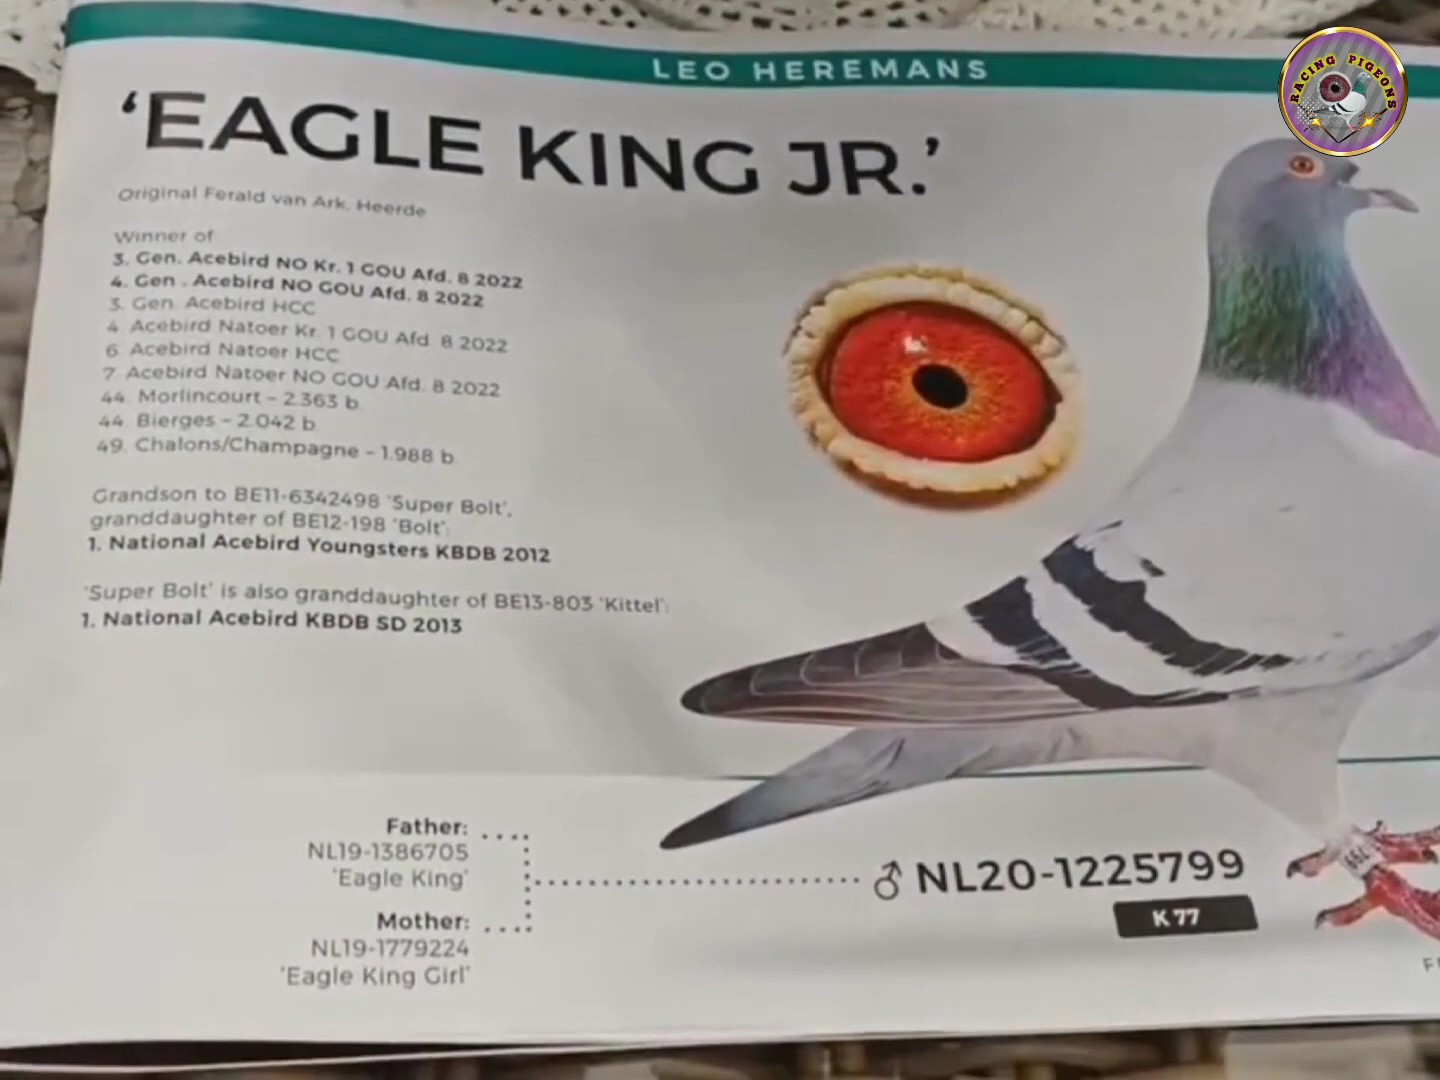 LEO HEREMANS
RACING PIGEONS
'EAGLE KING JR.'
Original Ferald van Ark, Heerde
Winner of
3. Gen. Acebird NO Kr. 1 GOU Afd. 8 2022
4. Gen . Acebird NO GOU Afd. 8 2022
3. Gen. Acebird HCC
4. Acebird Natoer Kr. 1 GOU Afd. 8 2022
6. Acebird Natoer HCC
7. Acebird Natoer NO GOU Afd. 8 2022
44. Morlincourt – 2.363 b.
44. Bierges – 2.042 b.
49. Chalons/Champagne – 1.988 b.
Grandson to BE11-6342498 'Super Bolt',
granddaughter of BE12-198 'Bolt':
1. National Acebird Youngsters KBDB 2012
'Super Bolt' is also granddaughter of BE13-803 'Kittel':
1. National Acebird KBDB SD 2013
Father:
NL19-1386705
'Eagle King'
Mother:
NL19-1779224
'Eagle King Girl'
♂ NL20-1225799
K 77